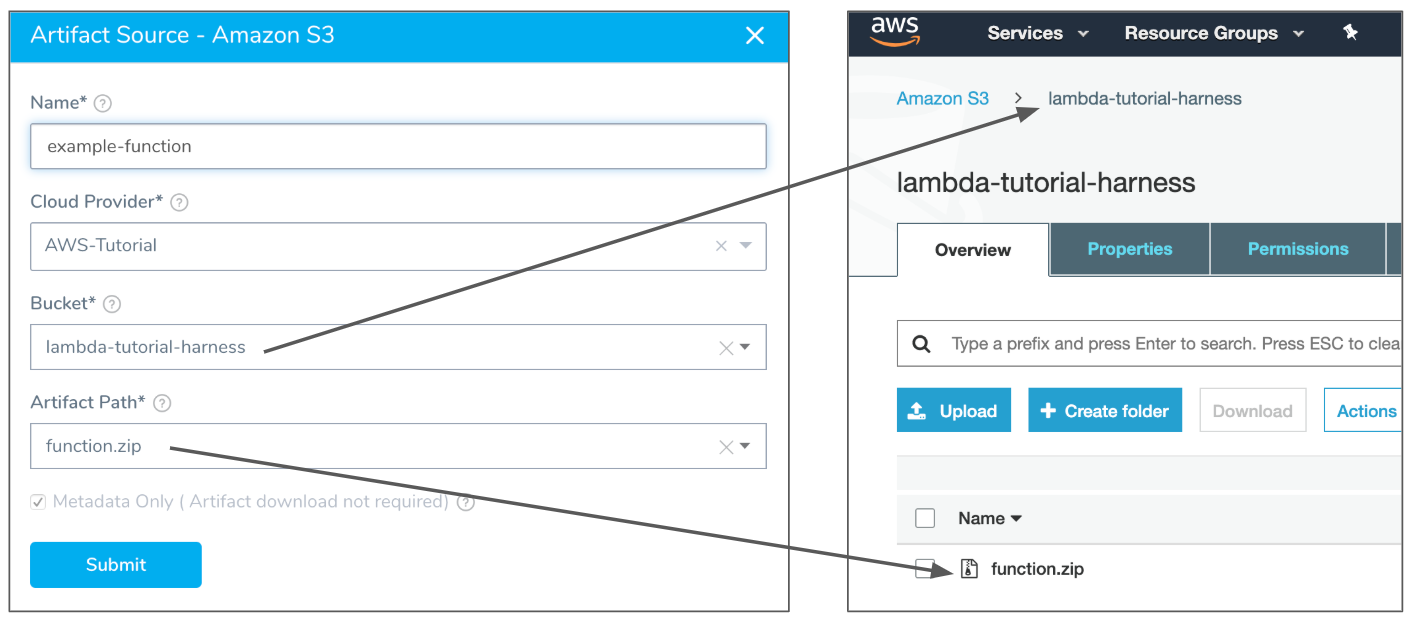 Artifact Source - Amazon S3
Name* ?
example-function
Cloud Provider* ?
AWS-Tutorial
Bucket* ?
lambda-tutorial-harness
Artifact Path* ?
function.zip
Metadata Only ( Artifact download not required) ?
Submit
aws Services Resource Groups
Amazon S3 > lambda-tutorial-harness
lambda-tutorial-harness
Overview Properties Permissions
Type a prefix and press Enter to search. Press ESC to clea
Upload + Create folder Download Actions
Name
function.zip